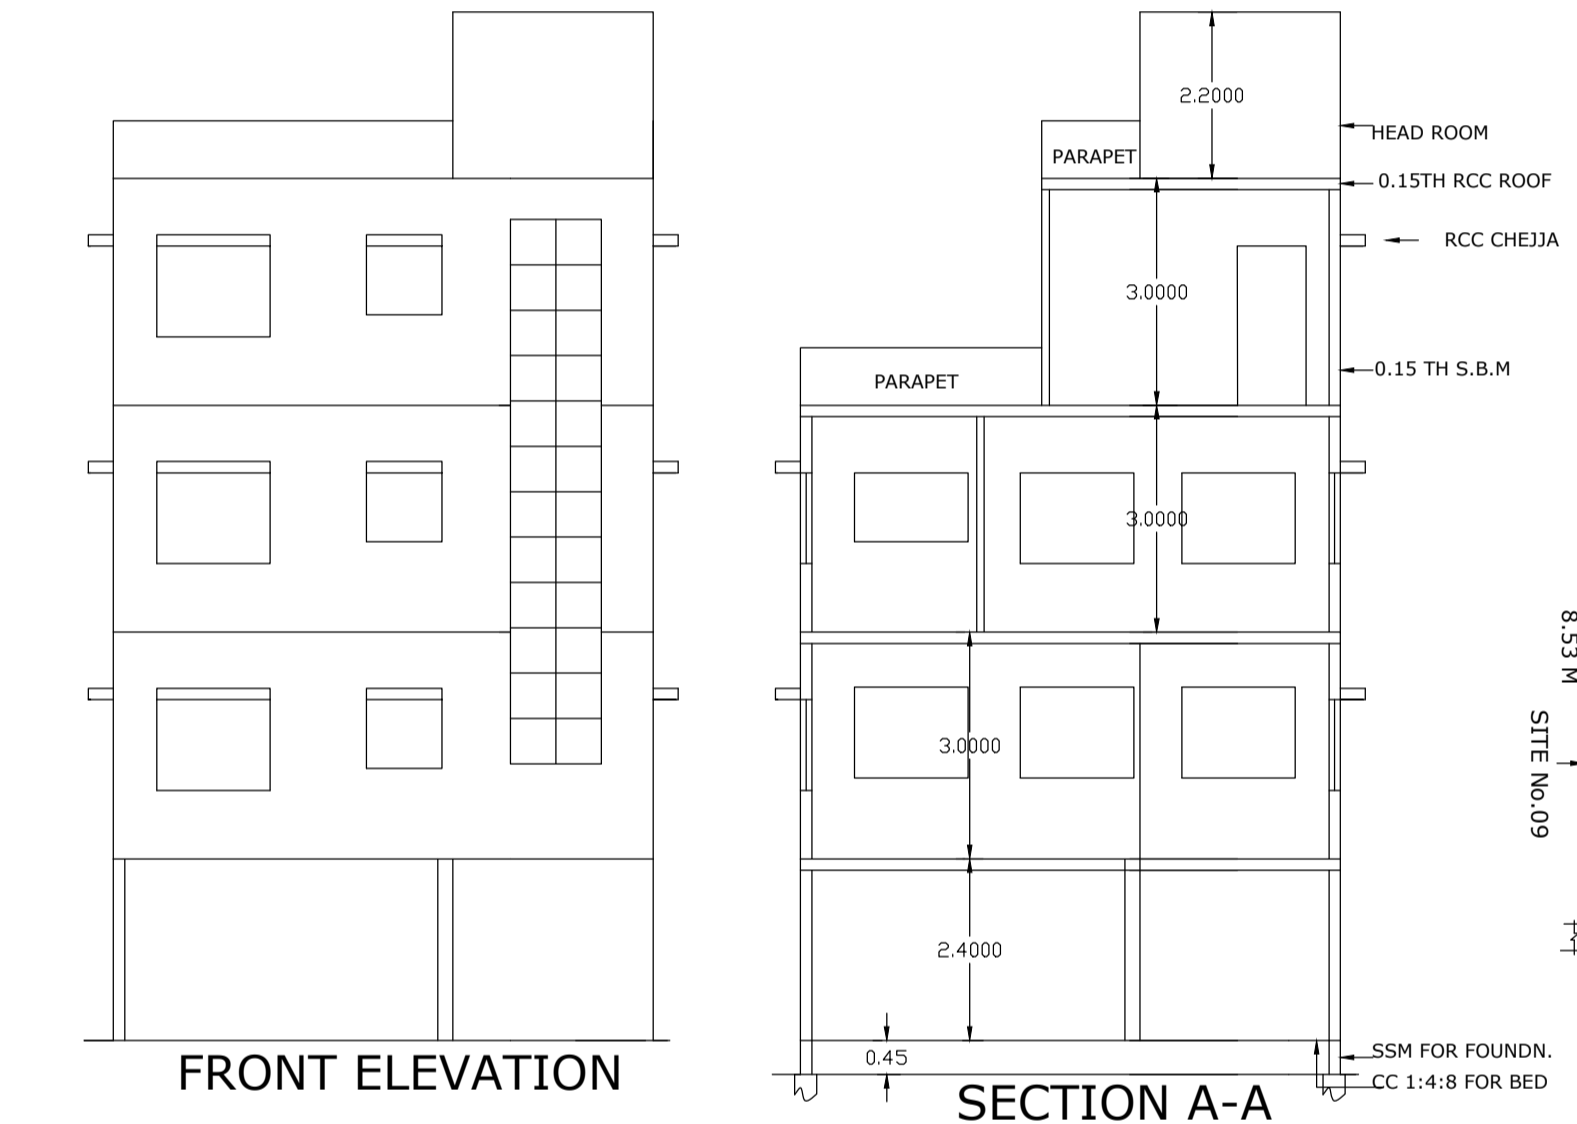 2.2000
HEAD ROOM
PARAPET
0.15TH RCC ROOF
RCC CHEJJA
3.0000
0.15 TH S.B.M
PARAPET
3.0000
8.53 M
SITE No.09
3.0000
2.4000
0.45
SSM FOR FOUNDN.
CC 1:4:8 FOR BED
FRONT ELEVATION
SECTION A-A